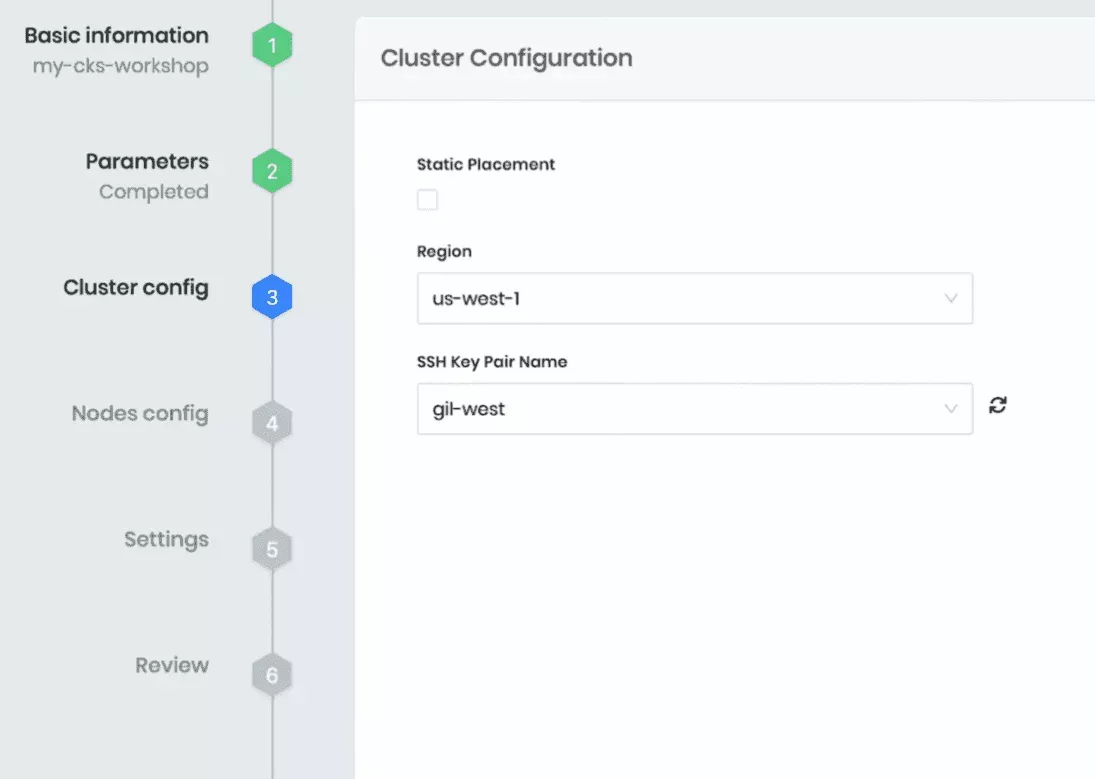 Basic information
my-cks-workshop
1
Parameters
Completed
2
Cluster config
3
Nodes config
4
Settings
5
Review
6
Cluster Configuration
Static Placement
Region
us-west-1
SSH Key Pair Name
gil-west